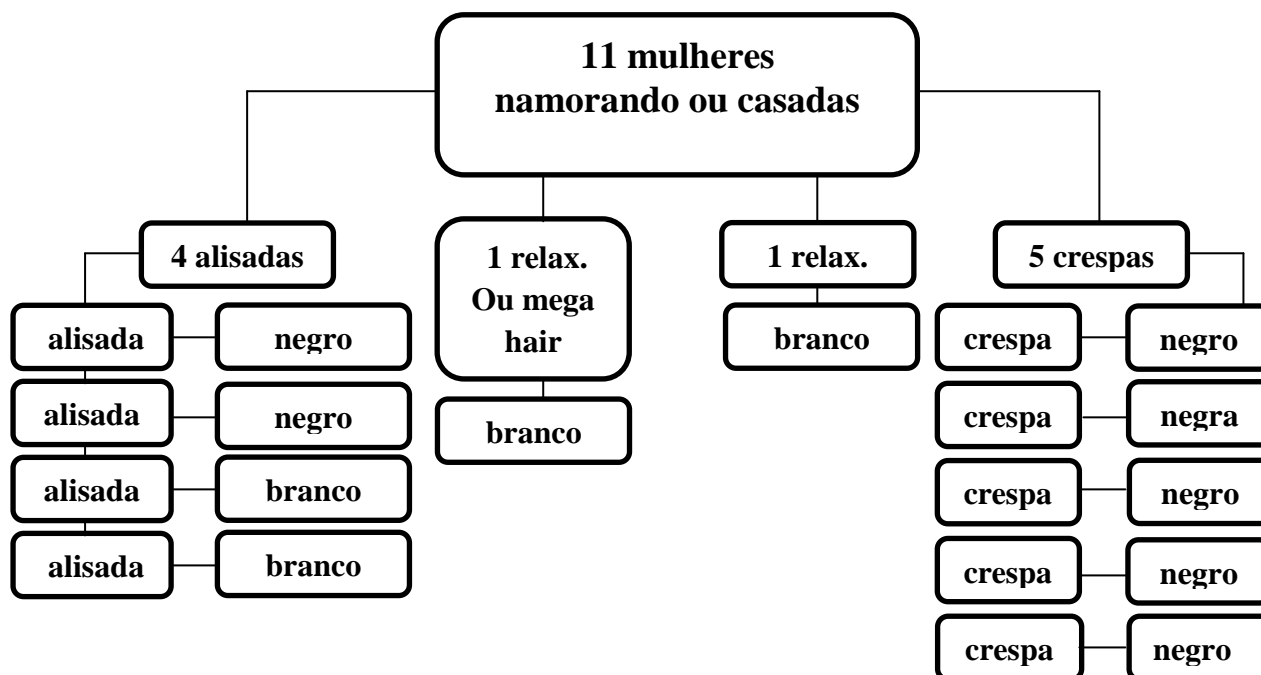 11 mulheres
namorando ou casadas
4 alisadas
1 relax.
Ou mega
hair
1 relax.
5 crespas
alisada
negro
alisada
negro
alisada
branco
alisada
branco
branco
branco
crespa
negro
crespa
negra
crespa
negro
crespa
negro
crespa
negro